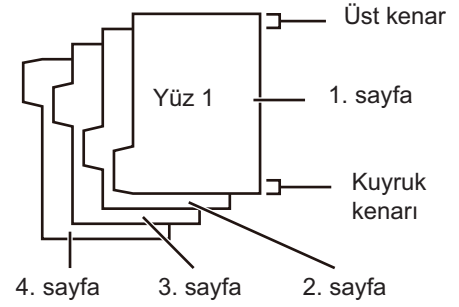 Üst kenar
Yüz 1
1. sayfa
Kuyruk
kenarı
4. sayfa
3. sayfa
2. sayfa